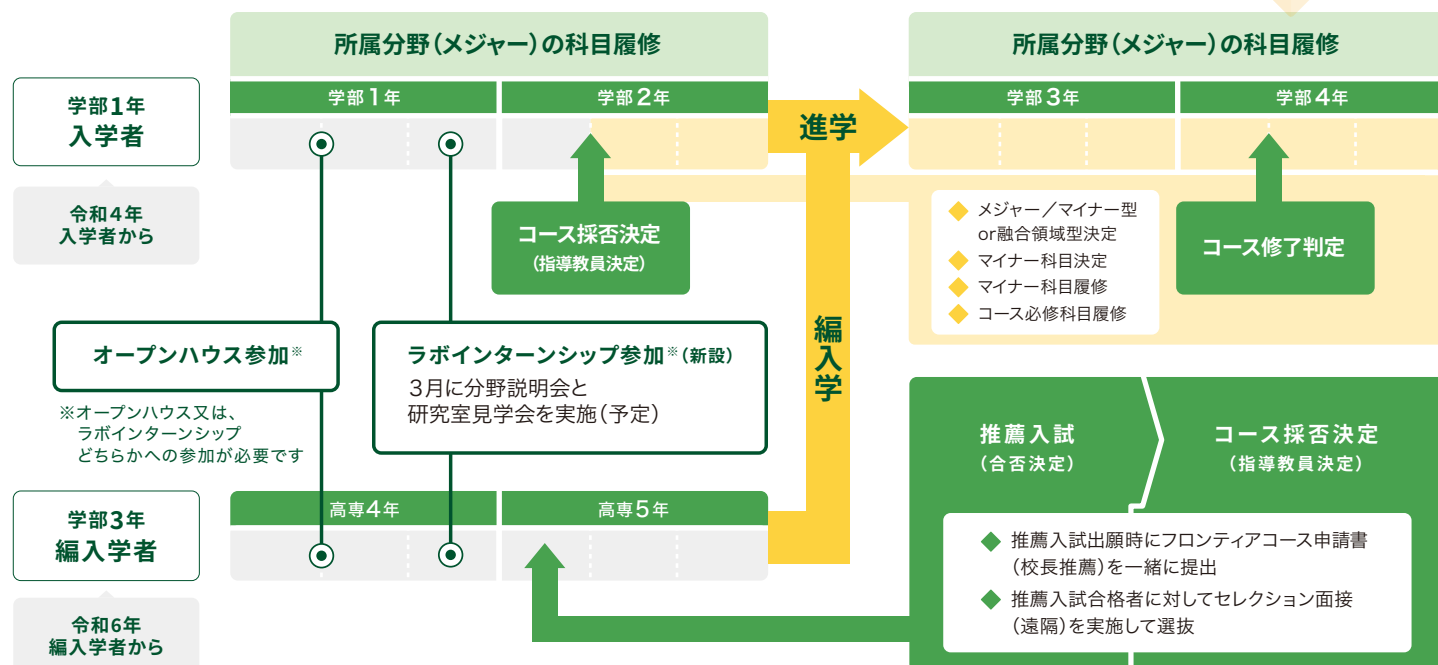 所属分野（メジャー）の科目履修
所属分野（メジャー）の科目履修
学部1年
入学者
学部1年
学部2年
進学
学部3年
学部4年
令和4年
入学者から
コース採否決定
（指導教員決定）
メジャー／マイナー型
or融合領域型決定
マイナー科目決定
マイナー科目履修
コース必修科目履修
コース修了判定
オープンハウス参加※
ラボインターンシップ参加※（新設）
3月に分野説明会と
研究室見学会を実施（予定）
編入学
※オープンハウス又は、
ラボインターンシップ
どちらかへの参加が必要です
推薦入試
（合否決定）
コース採否決定
（指導教員決定）
学部3年
編入学者
高専4年
高専5年
推薦入試出願時にフロンティアコース申請書
（校長推薦）を一緒に提出
推薦入試合格者に対してセレクション面接
（遠隔）を実施して選抜
令和6年
編入学者から